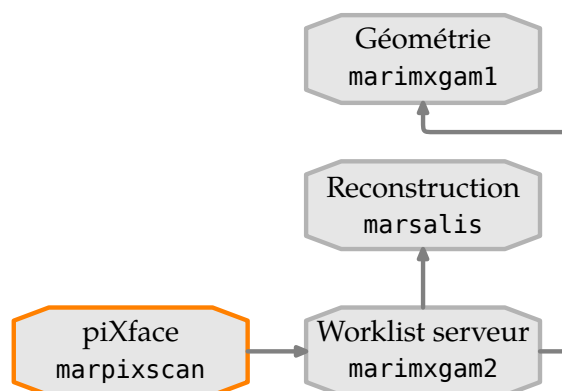 Géométrie
marimxgam1
Reconstruction
marsalis
piXface
marpixscan
Worklist serveur
marimxgam2